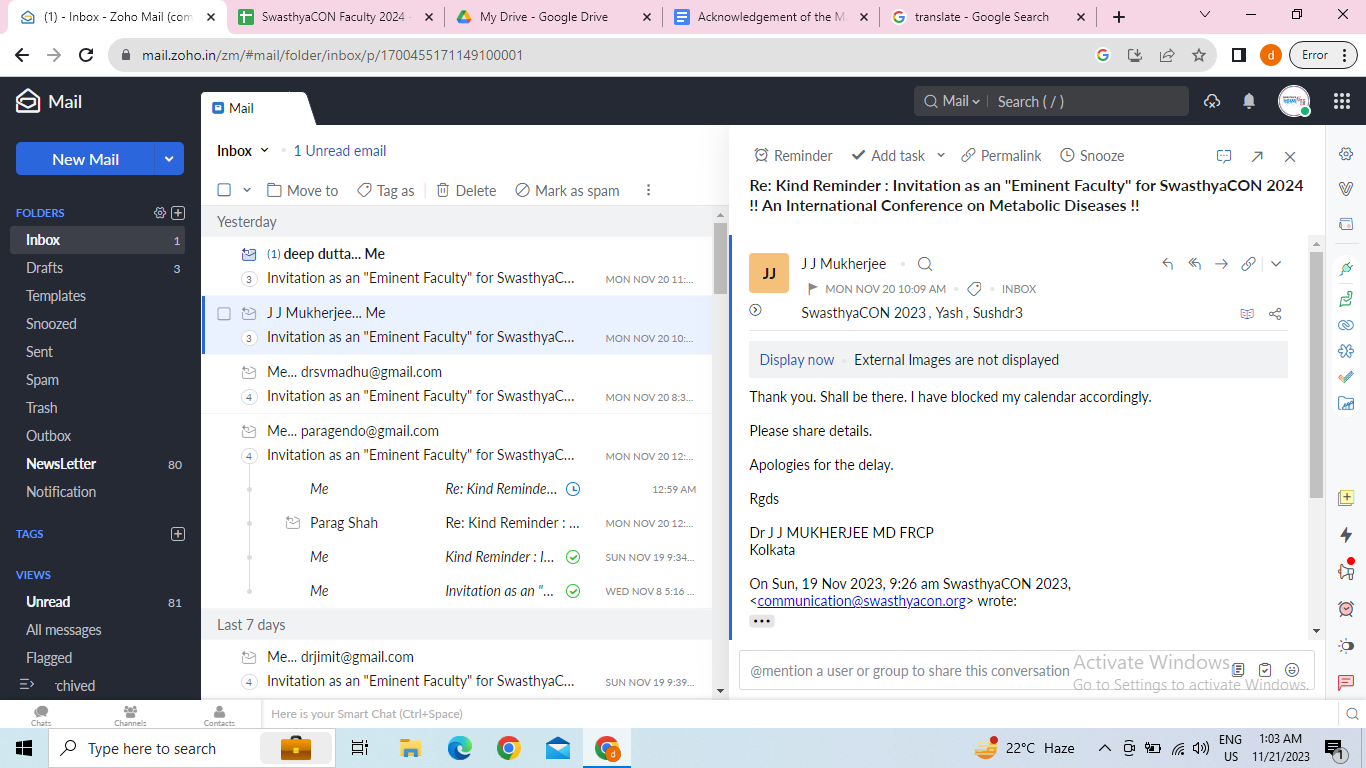 (1) - Inbox - Zoho Mail (com
SwasthyaCON Faculty 2024 -
My Drive - Google Drive
Acknowledgement of the Ma
translate - Google Search
mail.zoho.in/zm/#mail/folder/inbox/p/1700455171149100001
d
Error
Mail
Mail
Mail
Search ( / )
New Mail
FOLDERS
Inbox 1
Drafts 3
Templates
Snoozed
Sent
Spam
Trash
Outbox
NewsLetter 80
Notification
TAGS
VIEWS
Unread 81
All messages
Flagged
chived
Inbox
1 Unread email
Move to Tag as Delete Mark as spam
Yesterday
(1) deep dutta... Me
3 Invitation as an "Eminent Faculty" for SwasthyaC... MON NOV 20 11:...
J J Mukherjee... Me
3 Invitation as an "Eminent Faculty" for SwasthyaC... MON NOV 20 10:...
Me... drsvmadhu@gmail.com
4 Invitation as an "Eminent Faculty" for SwasthyaC... MON NOV 20 8:3...
Me... paragendo@gmail.com
4 Invitation as an "Eminent Faculty" for SwasthyaC... MON NOV 20 12:...
Me Re: Kind Reminde... 12:59 AM
Parag Shah Re: Kind Reminder : ... MON NOV 20 12:...
Me Kind Reminder : I... SUN NOV 19 9:34...
Me Invitation as an "... WED NOV 8 5:16 ...
Last 7 days
Me... drjimit@gmail.com
4 Invitation as an "Eminent Faculty" for SwasthyaC... SUN NOV 19 9:39...
Reminder Add task Permalink Snooze
Re: Kind Reminder : Invitation as an "Eminent Faculty" for SwasthyaCON 2024
!! An International Conference on Metabolic Diseases !!
JJ
J J Mukherjee
MON NOV 20 10:09 AM INBOX
SwasthyaCON 2023 , Yash , Sushdr3
Display now External Images are not displayed
Thank you. Shall be there. I have blocked my calendar accordingly.
Please share details.
Apologies for the delay.
Rgds
Dr J J MUKHERJEE MD FRCP
Kolkata
On Sun, 19 Nov 2023, 9:26 am SwasthyaCON 2023,
<communication@swasthyacon.org> wrote:
@mention a user or group to share this conversation
Activate Windows
Go to Settings to activate Windows.
Chats
Channels
Contacts
Here is your Smart Chat (Ctrl+Space)
Type here to search
22°C Haze
ENG
US
1:03 AM
11/21/2023
1